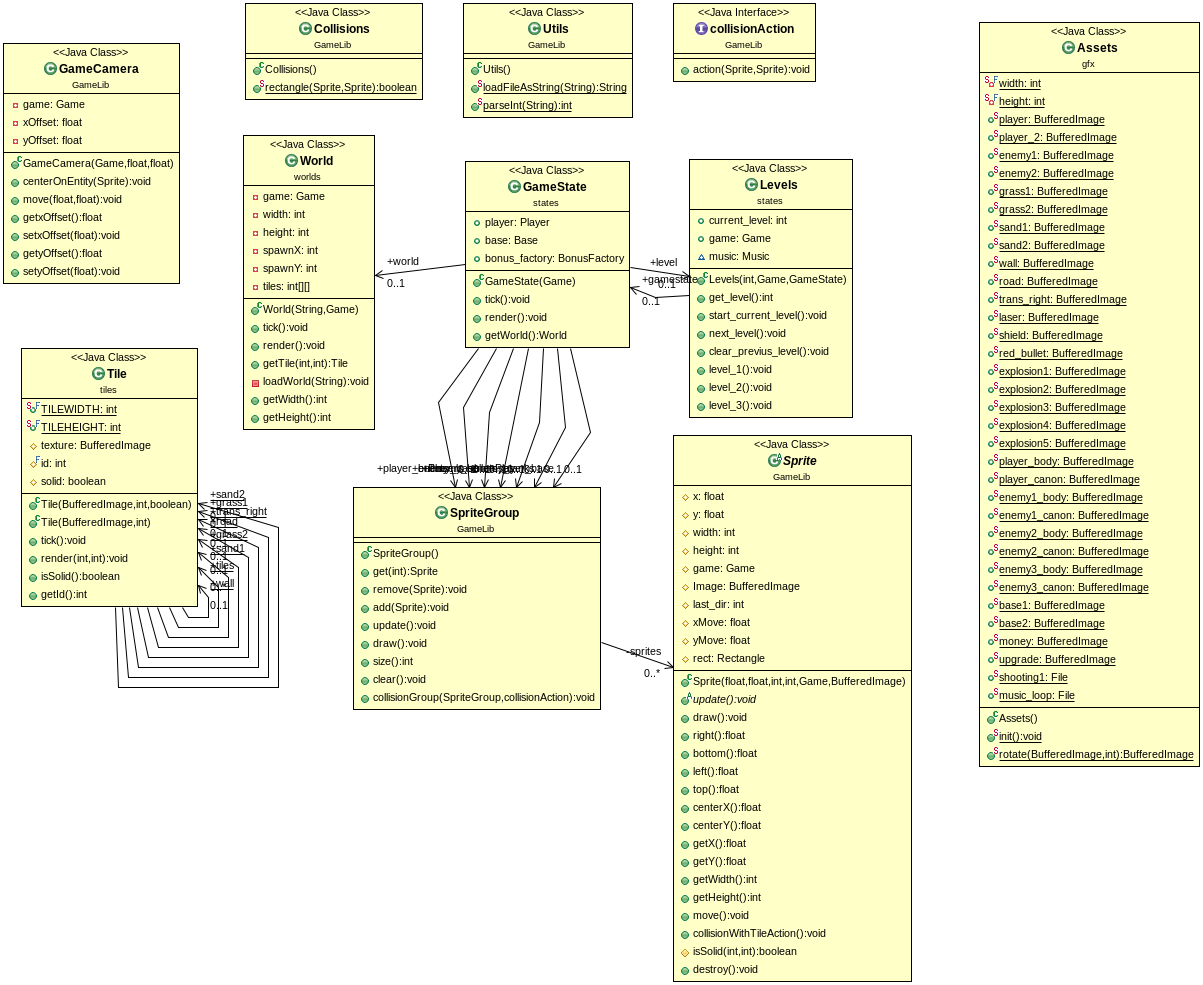 <<Java Class>>
GameCamera
GameLib
game: Game
xOffset: float
yOffset: float
GameCamera(Game,float,float)
centerOnEntity(Sprite):void
move(float,float):void
getxOffset():float
setxOffset(float):void
getyOffset():float
setyOffset(float):void
<<Java Class>>
Collisions
GameLib
Collisions()
rectangle(Sprite,Sprite):boolean
<<Java Class>>
Utils
GameLib
Utils()
loadFileAsString(String):String
parseInt(String):int
<<Java Interface>>
collisionAction
GameLib
action(Sprite,Sprite):void
<<Java Class>>
World
worlds
game: Game
width: int
height: int
spawnX: int
spawnY: int
tiles: int[][]
World(String,Game)
tick():void
render():void
getTile(int,int):Tile
loadWorld(String):void
getWidth():int
getHeight():int
+world
0..1
<<Java Class>>
GameState
states
player: Player
base: Base
bonus_factory: BonusFactory
GameState(Game)
tick():void
render():void
getWorld():World
+level
0..1
+gamestate
0..1
<<Java Class>>
Levels
states
current_level: int
game: Game
music: Music
Levels(int,Game,GameState)
get_level():int
start_current_level():void
next_level():void
clear_previus_level():void
level_1():void
level_2():void
level_3():void
<<Java Class>>
Tile
tiles
TILEWIDTH: int
TILEHEIGHT: int
texture: BufferedImage
id: int
solid: boolean
Tile(BufferedImage,int,boolean)
Tile(BufferedImage,int)
tick():void
render(int,int):void
isSolid():boolean
getId():int
+sand2
+grass1
+trans_right
+grass2
+sand1
+tiles
+wall
0..1
0..1
<<Java Class>>
SpriteGroup
GameLib
SpriteGroup()
get(int):Sprite
remove(Sprite):void
add(Sprite):void
update():void
draw():void
size():int
clear():void
collisionGroup(SpriteGroup,collisionAction):void
-sprites
0..*
<<Java Class>>
Sprite
GameLib
x: float
y: float
width: int
height: int
game: Game
Image: BufferedImage
last_dir: int
xMove: float
yMove: float
rect: Rectangle
Sprite(float,float,int,int,Game,BufferedImage)
update():void
draw():void
right():float
bottom():float
left():float
top():float
centerX():float
centerY():float
getX():float
getY():float
getWidth():int
getHeight():int
move():void
collisionWithTileAction():void
isSolid(int,int):boolean
destroy():void
<<Java Class>>
Assets
gfx
width: int
height: int
player: BufferedImage
player_2: BufferedImage
enemy1: BufferedImage
enemy2: BufferedImage
grass1: BufferedImage
grass2: BufferedImage
sand1: BufferedImage
sand2: BufferedImage
wall: BufferedImage
road: BufferedImage
trans_right: BufferedImage
laser: BufferedImage
shield: BufferedImage
red_bullet: BufferedImage
explosion1: BufferedImage
explosion2: BufferedImage
explosion3: BufferedImage
explosion4: BufferedImage
explosion5: BufferedImage
player_body: BufferedImage
player_canon: BufferedImage
enemy1_body: BufferedImage
enemy1_canon: BufferedImage
enemy2_body: BufferedImage
enemy2_canon: BufferedImage
enemy3_body: BufferedImage
enemy3_canon: BufferedImage
base1: BufferedImage
base2: BufferedImage
money: BufferedImage
upgrade: BufferedImage
shooting1: File
music_loop: File
Assets()
init():void
rotate(BufferedImage,int):BufferedImage